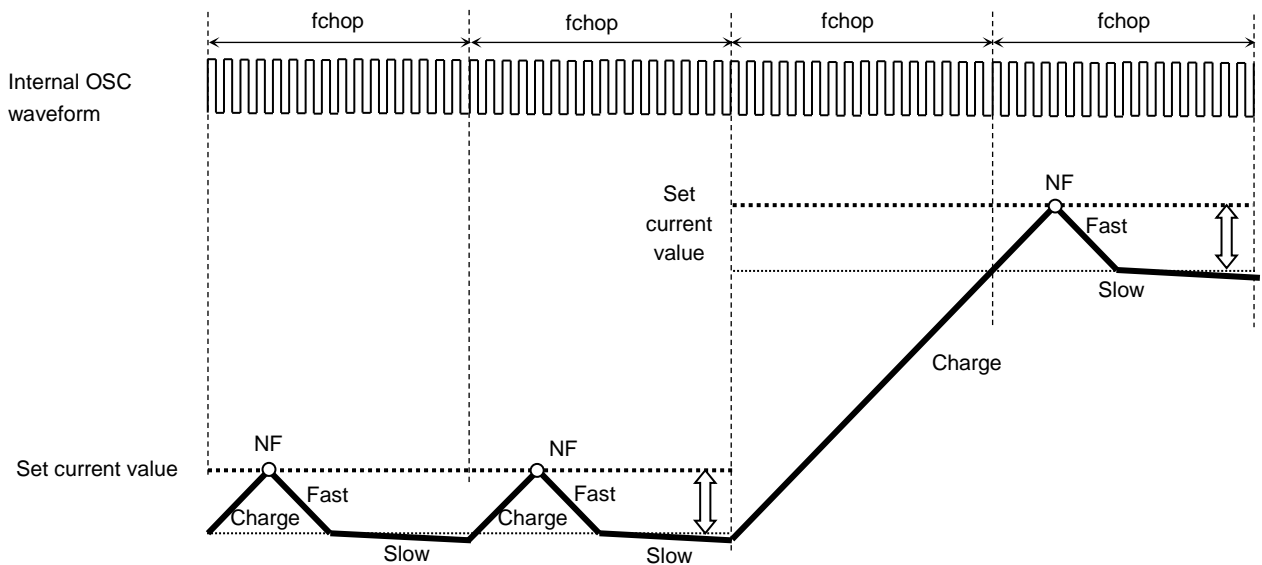 fchop fchop fchop fchop
Internal OSC
waveform
Set
current
value
NF
Fast
Slow
Charge
Set current value
NF
Fast
Charge
Slow
NF
Fast
Charge
Slow